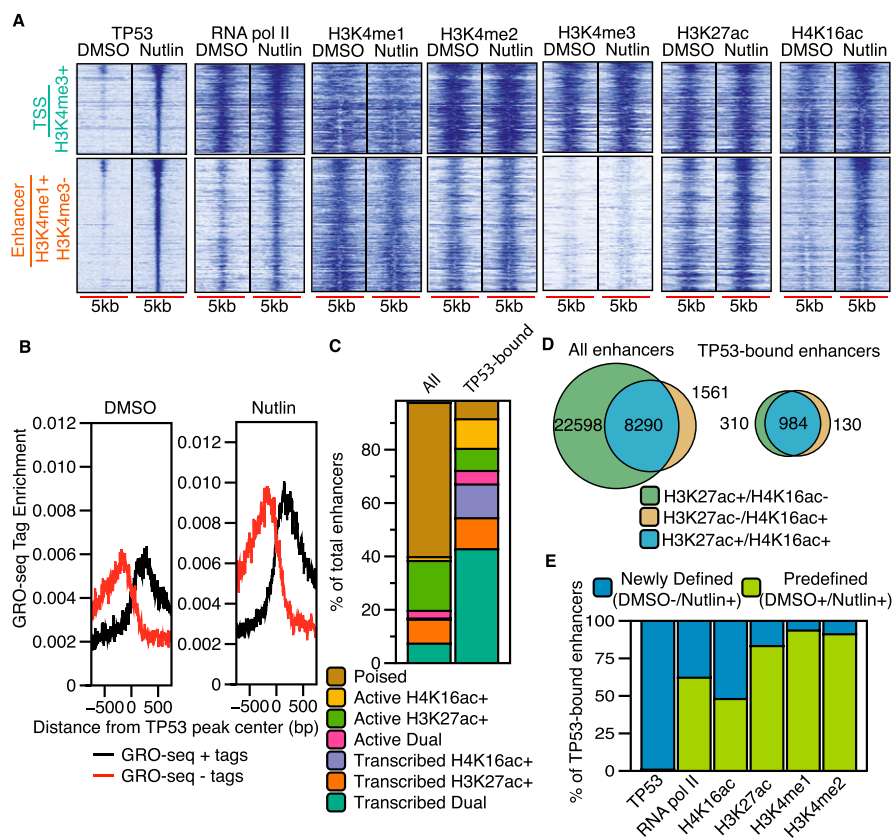 A
TP53
RNA pol II
H3K4me1
H3K4me2
H3K4me3
H3K27ac
H4K16ac
DMSO Nutlin
DMSO Nutlin
DMSO Nutlin
DMSO Nutlin
DMSO Nutlin
DMSO Nutlin
DMSO Nutlin
TSS
H3K4me3+
Enhancer
H3K4me1+
H3K4me3-
5kb 5kb
5kb 5kb
5kb 5kb
5kb 5kb
5kb 5kb
5kb 5kb
5kb 5kb
B
DMSO
Nutlin
GRO-seq Tag Enrichment
0.012
0.010
0.008
0.006
0.004
0.002
0
0.012
0.010
0.008
0.006
0.004
0.002
0
−500 0 500
−500 0 500
Distance from TP53 peak center (bp)
GRO-seq + tags
GRO-seq - tags
C
All
TP53-bound
% of total enhancers
80
60
40
20
0
Poised
Active H4K16ac+
Active H3K27ac+
Active Dual
Transcribed H4K16ac+
Transcribed H3K27ac+
Transcribed Dual
D
All enhancers
TP53-bound enhancers
22598
8290
1561
310
984
130
H3K27ac+/H4K16ac-
H3K27ac-/H4K16ac+
H3K27ac+/H4K16ac+
E
Newly Defined
(DMSO-/Nutlin+)
Predefined
(DMSO+/Nutlin+)
% of TP53-bound enhancers
100
75
50
25
0
TP53
RNA pol II
H4K16ac
H3K27ac
H3K4me1
H3K4me2